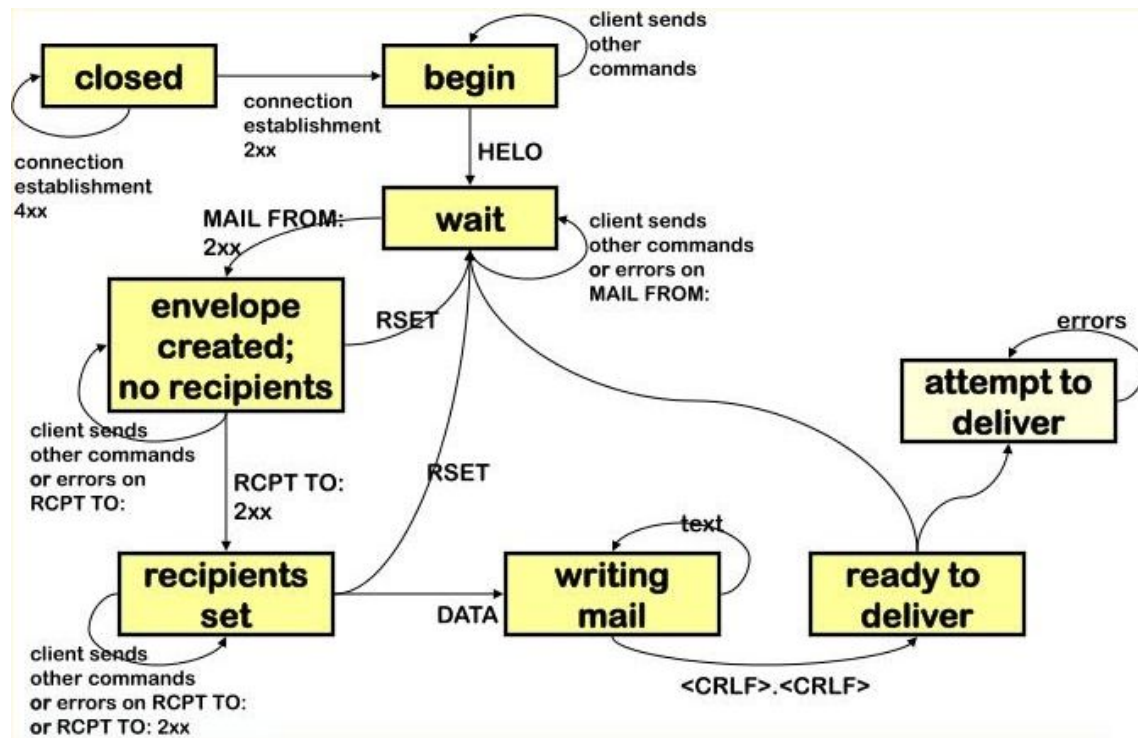 client sends
other
commands
closed
begin
connection
establishment
2xx
connection
establishment
4xx
HELO
MAIL FROM:
2xx
wait
client sends
other commands
or errors on
MAIL FROM:
envelope
created;
no recipients
RSET
errors
attempt to
deliver
client sends
other commands
or errors on
RCPT TO:
RCPT TO:
2xx
RSET
text
recipients
set
DATA
writing
mail
ready to
deliver
client sends
other commands
or errors on RCPT TO:
or RCPT TO: 2xx
<CRLF>.<CRLF>